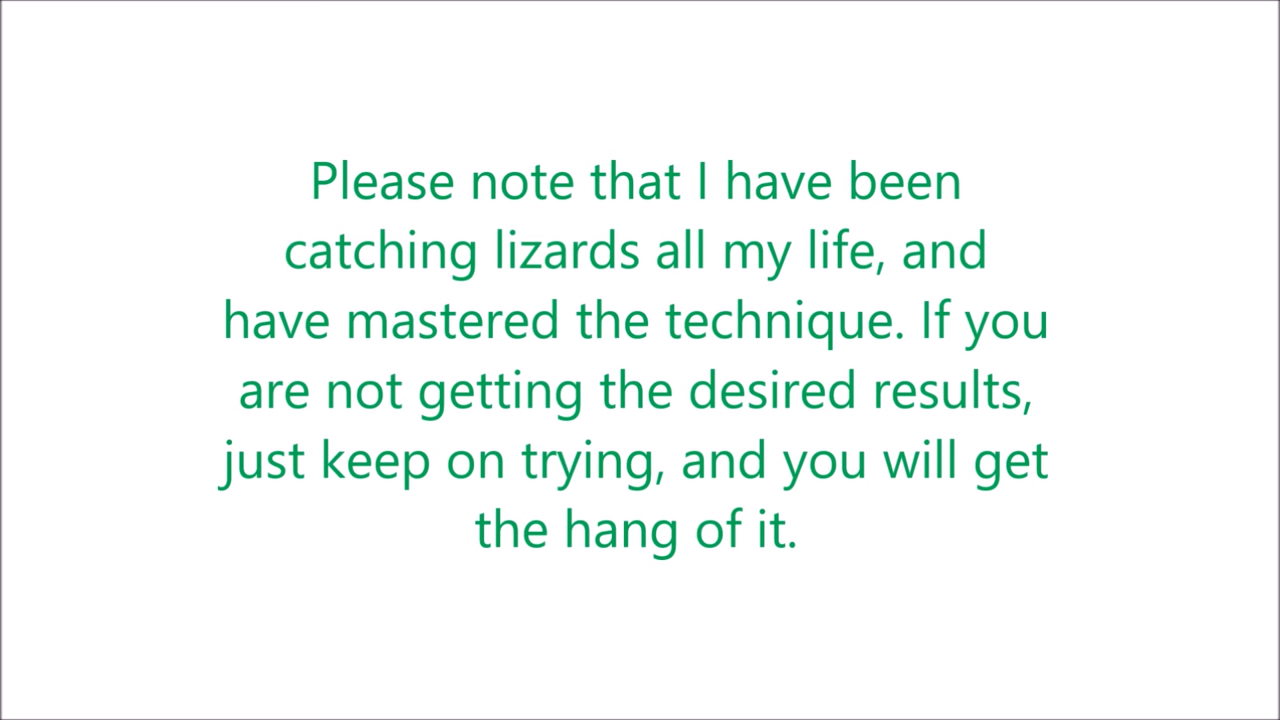 Please note that I have been
catching lizards all my life, and
have mastered the technique. If you
are not getting the desired results,
just keep on trying, and you will get
the hang of it.